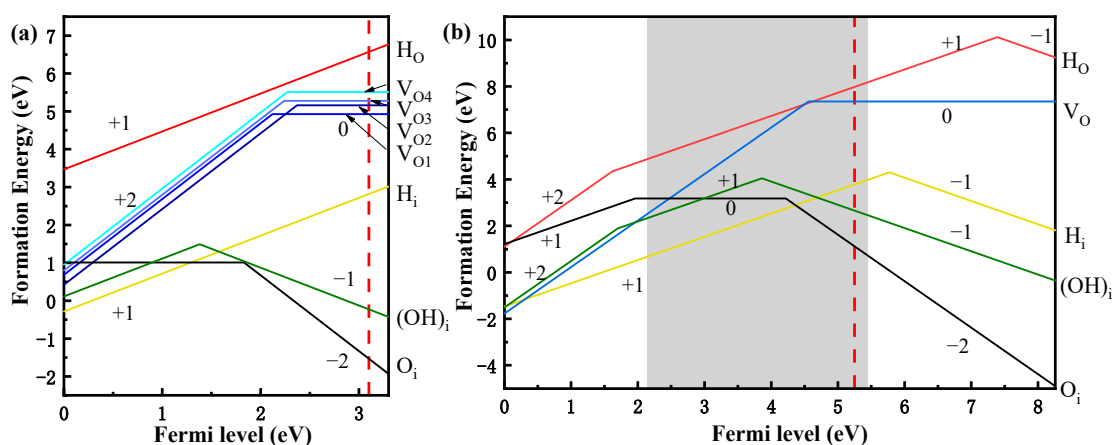 (a)
7
6
5
4
3
2
1
0
−1
−2
Formation Energy (eV)
0
1
2
3
Fermi level (eV)
+1
+2
0
+1
−1
−2
H_O
V_O4
V_O3
V_O2
V_O1
H_i
(OH)_i
O_i
(b)
10
8
6
4
2
0
−2
−4
Formation Energy (eV)
0
1
2
3
4
5
6
7
8
Fermi level (eV)
+2
+1
−1
0
+1
+2
+1
0
+1
−1
−1
−2
H_O
V_O
H_i
(OH)_i
O_i